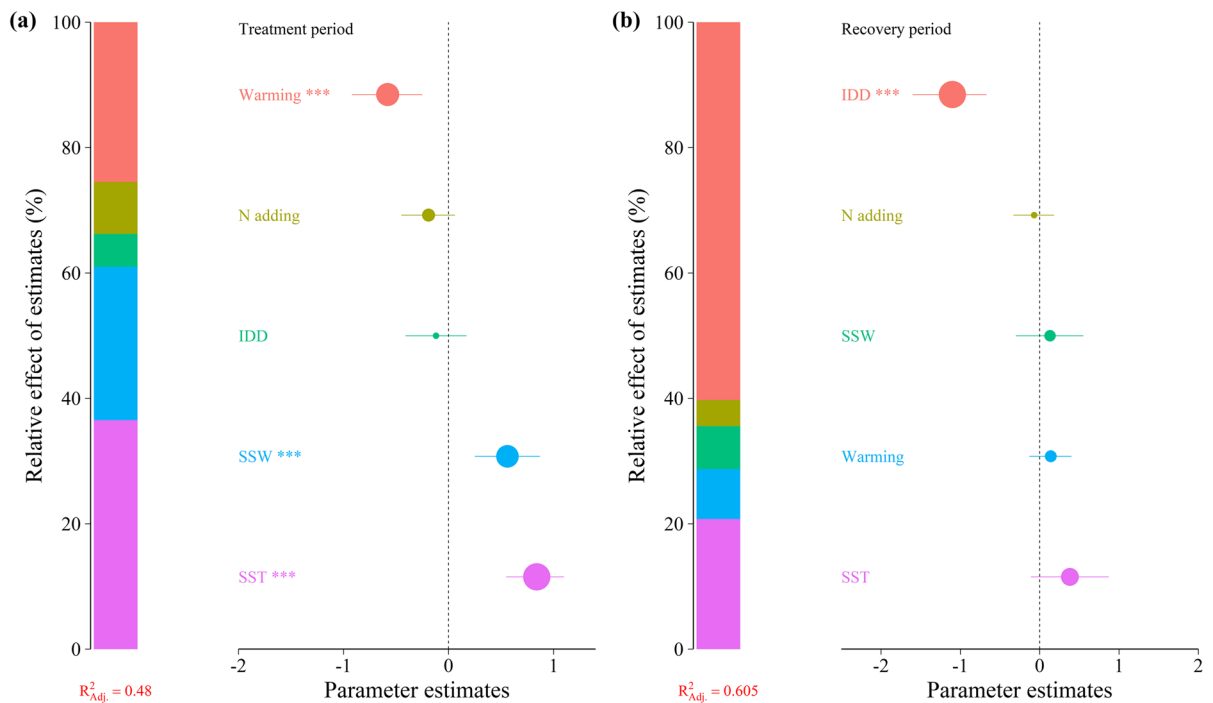 (a)
Relative effect of estimates (%)
100
80
60
40
20
0
R²Adj. = 0.48
Treatment period
Warming ***
N adding
IDD
SSW ***
SST ***
-2
-1
0
1
Parameter estimates
(b)
Relative effect of estimates (%)
100
80
60
40
20
0
R²Adj. = 0.605
Recovery period
IDD ***
N adding
SSW
Warming
SST
-2
-1
0
1
2
Parameter estimates